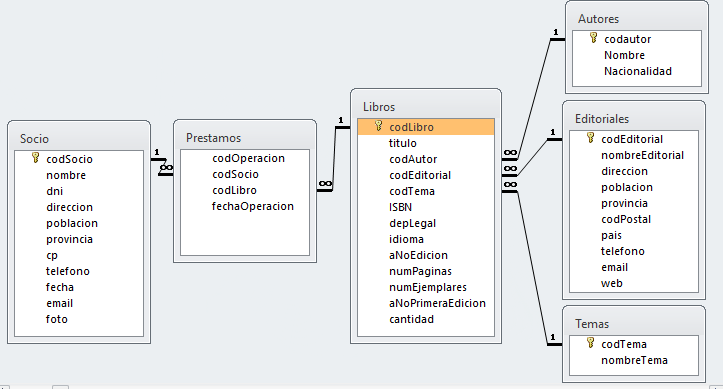 Socio
codSocio
nombre
dni
direccion
poblacion
provincia
cp
telefono
fecha
email
foto
1
∞
Prestamos
codOperacion
codSocio
codLibro
fechaOperacion
∞
1
Libros
codLibro
titulo
codAutor
codEditorial
codTema
ISBN
depLegal
idioma
aNoEdicion
numPaginas
numEjemplares
aNoPrimeraEdicion
cantidad
∞
∞
∞
1
Autores
codautor
Nombre
Nacionalidad
1
Editoriales
codEditorial
nombreEditorial
direccion
poblacion
provincia
codPostal
pais
telefono
email
web
1
Temas
codTema
nombreTema